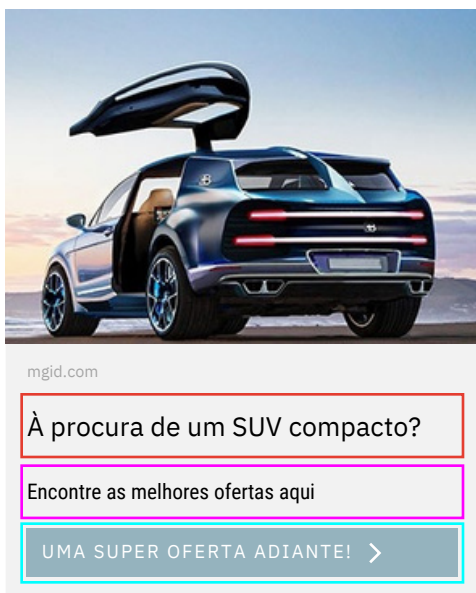 mgid.com
À procura de um SUV compacto?
Encontre as melhores ofertas aqui
UMA SUPER OFERTA ADIANTE!